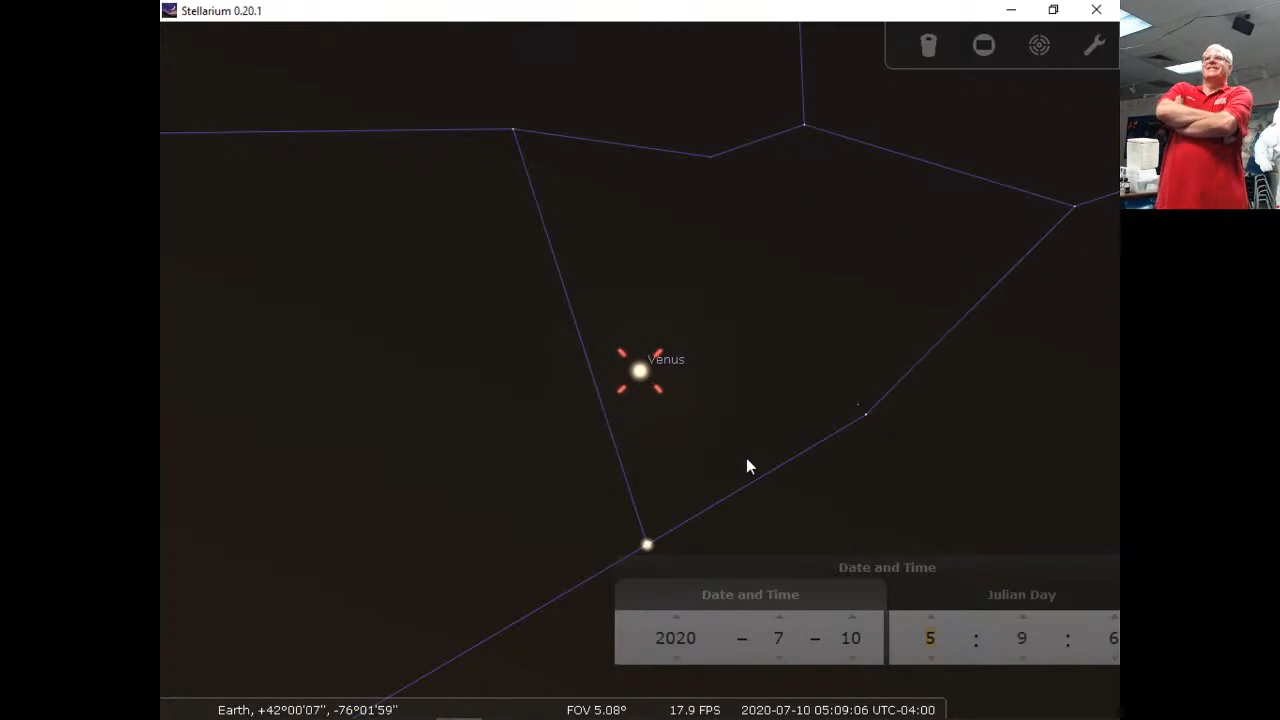 Stellarium 0.20.1
Venus
Date and Time
Date and Time
Julian Day
2020 - 7 - 10
5 : 9 : 6
Earth, +42°00'07", -76°01'59"
FOV 5.08°
17.9 FPS
2020-07-10 05:09:06 UTC-04:00